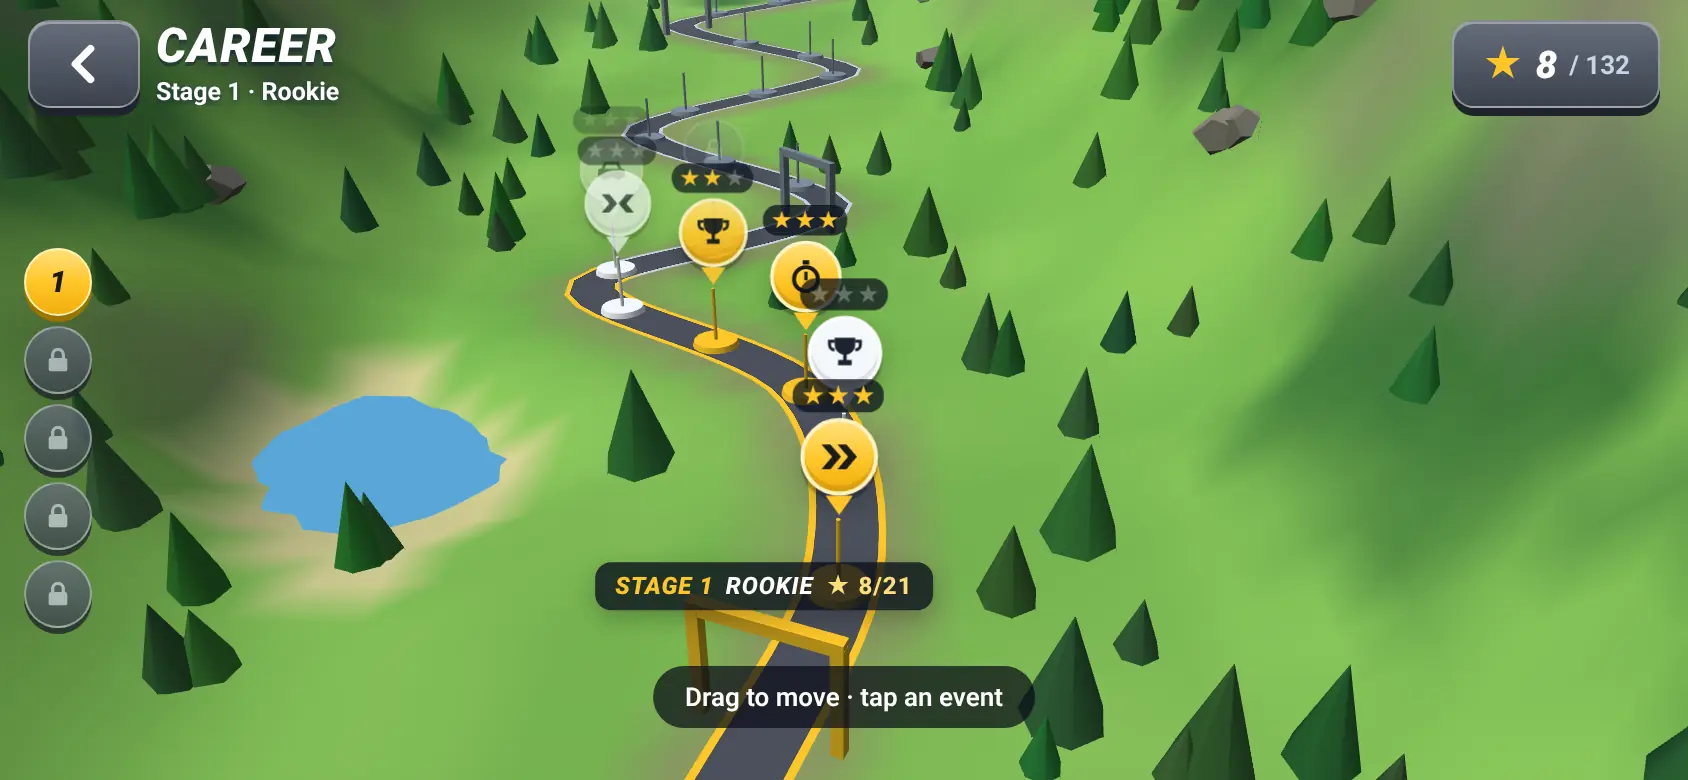 CAREER
Stage 1 · Rookie
8 / 132
1
STAGE 1 ROOKIE ★ 8/21
Drag to move · tap an event